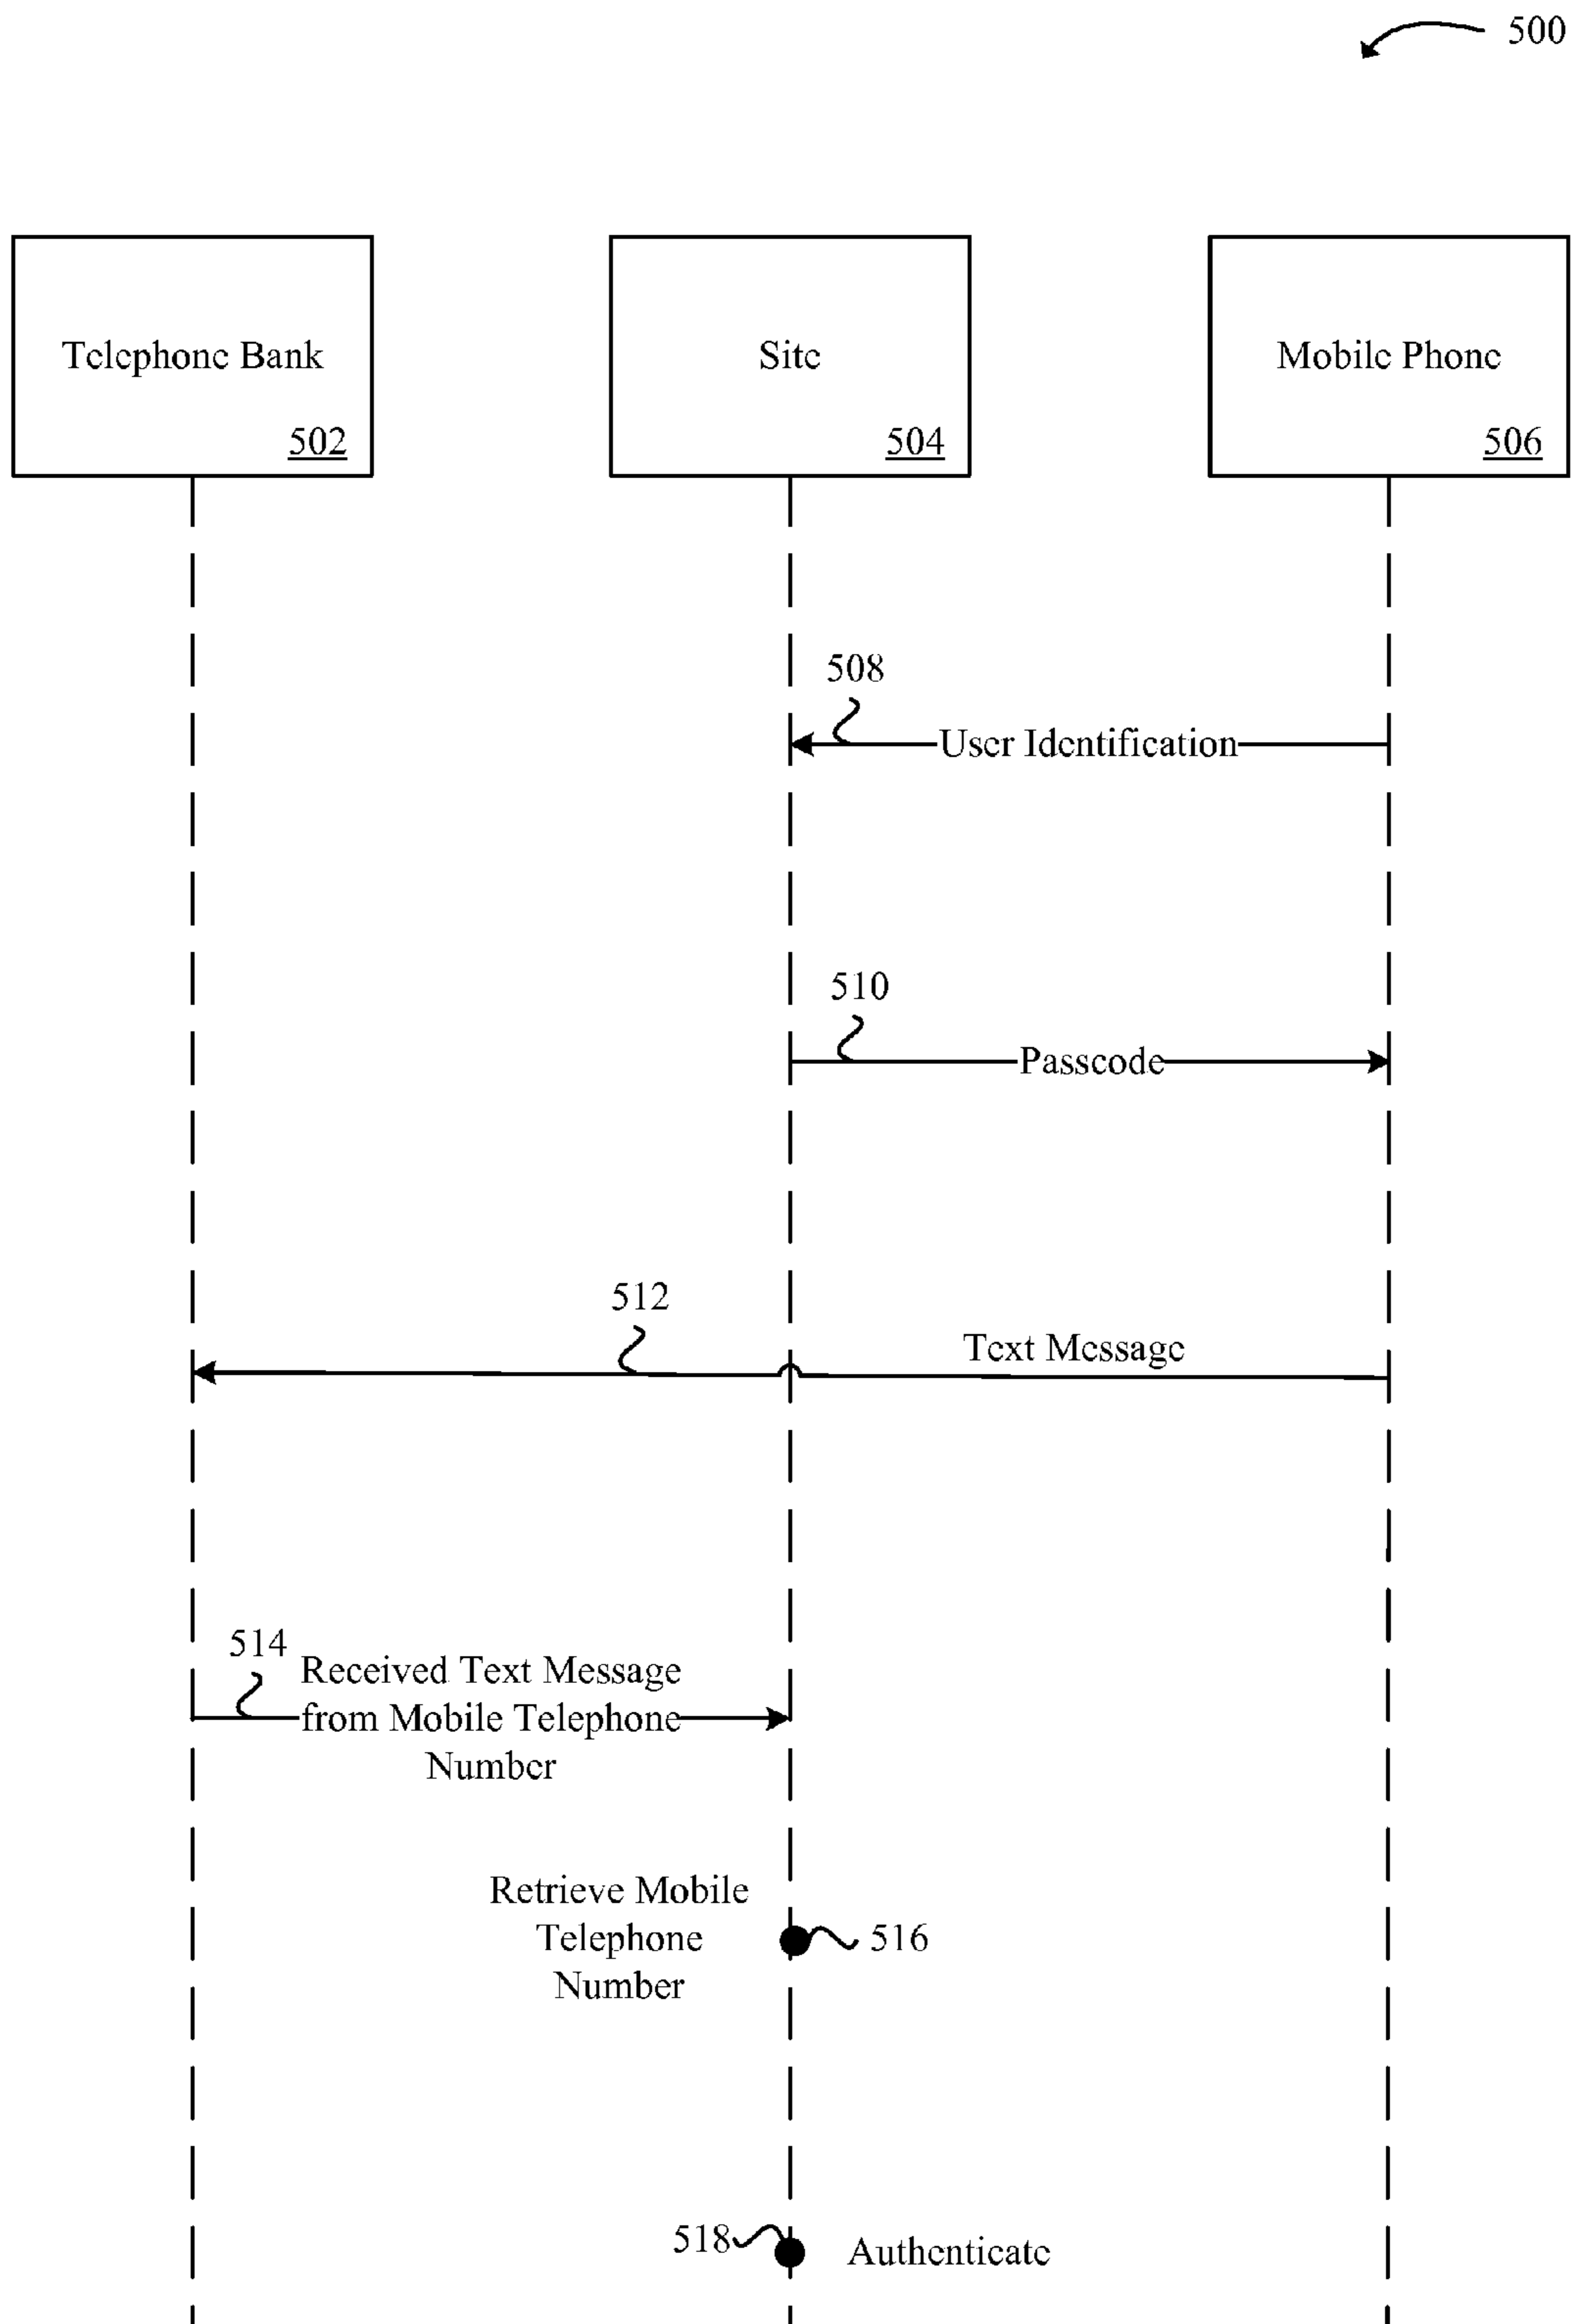 500
Telephone Bank
502
Site
504
Mobile Phone
506
508
User Identification
510
Passcode
512
Text Message
514
Received Text Message
from Mobile Telephone
Number
Retrieve Mobile
Telephone
Number
516
518
Authenticate